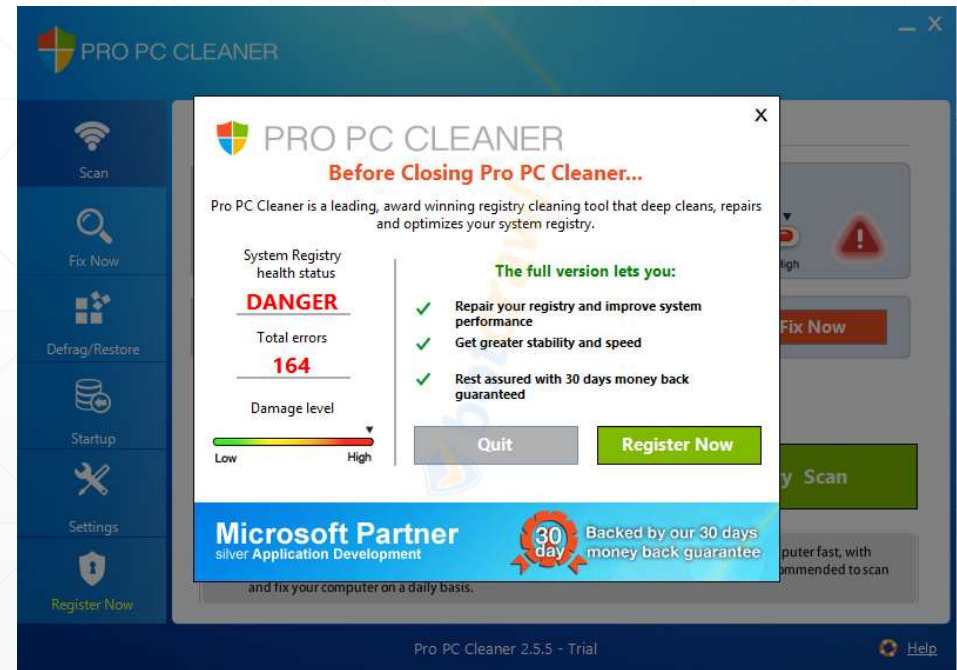 PRO PC CLEANER
X
Scan
Fix Now
Defrag/Restore
Startup
Settings
Register Now
X
PRO PC CLEANER
Before Closing Pro PC Cleaner...
Pro PC Cleaner is a leading, award winning registry cleaning tool that deep cleans, repairs
and optimizes your system registry.
System Registry
health status
DANGER
Total errors
164
Damage level
Low High
The full version lets you:
Repair your registry and improve system
performance
Get greater stability and speed
Rest assured with 30 days money back
guaranteed
Quit
Register Now
Microsoft Partner
silver Application Development
30
day
Backed by our 30 days
money back guarantee
High
Fix Now
Scan
fast, with
to scan
and fix your computer on a daily basis.
Pro PC Cleaner 2.5.5 - Trial
Help